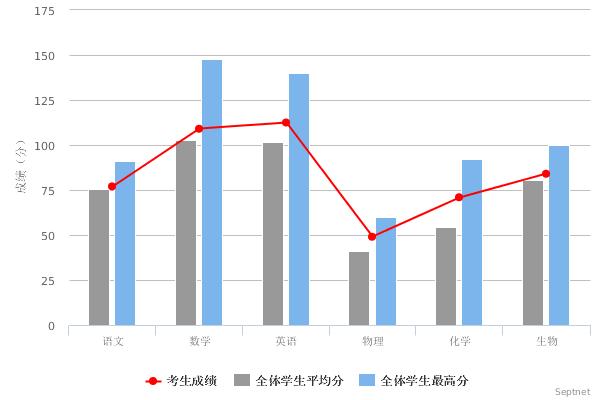 175
150
125
100
75
50
25
0
成绩（分）
语文
数学
英语
物理
化学
生物
考生成绩
全体学生平均分
全体学生最高分
Septnet